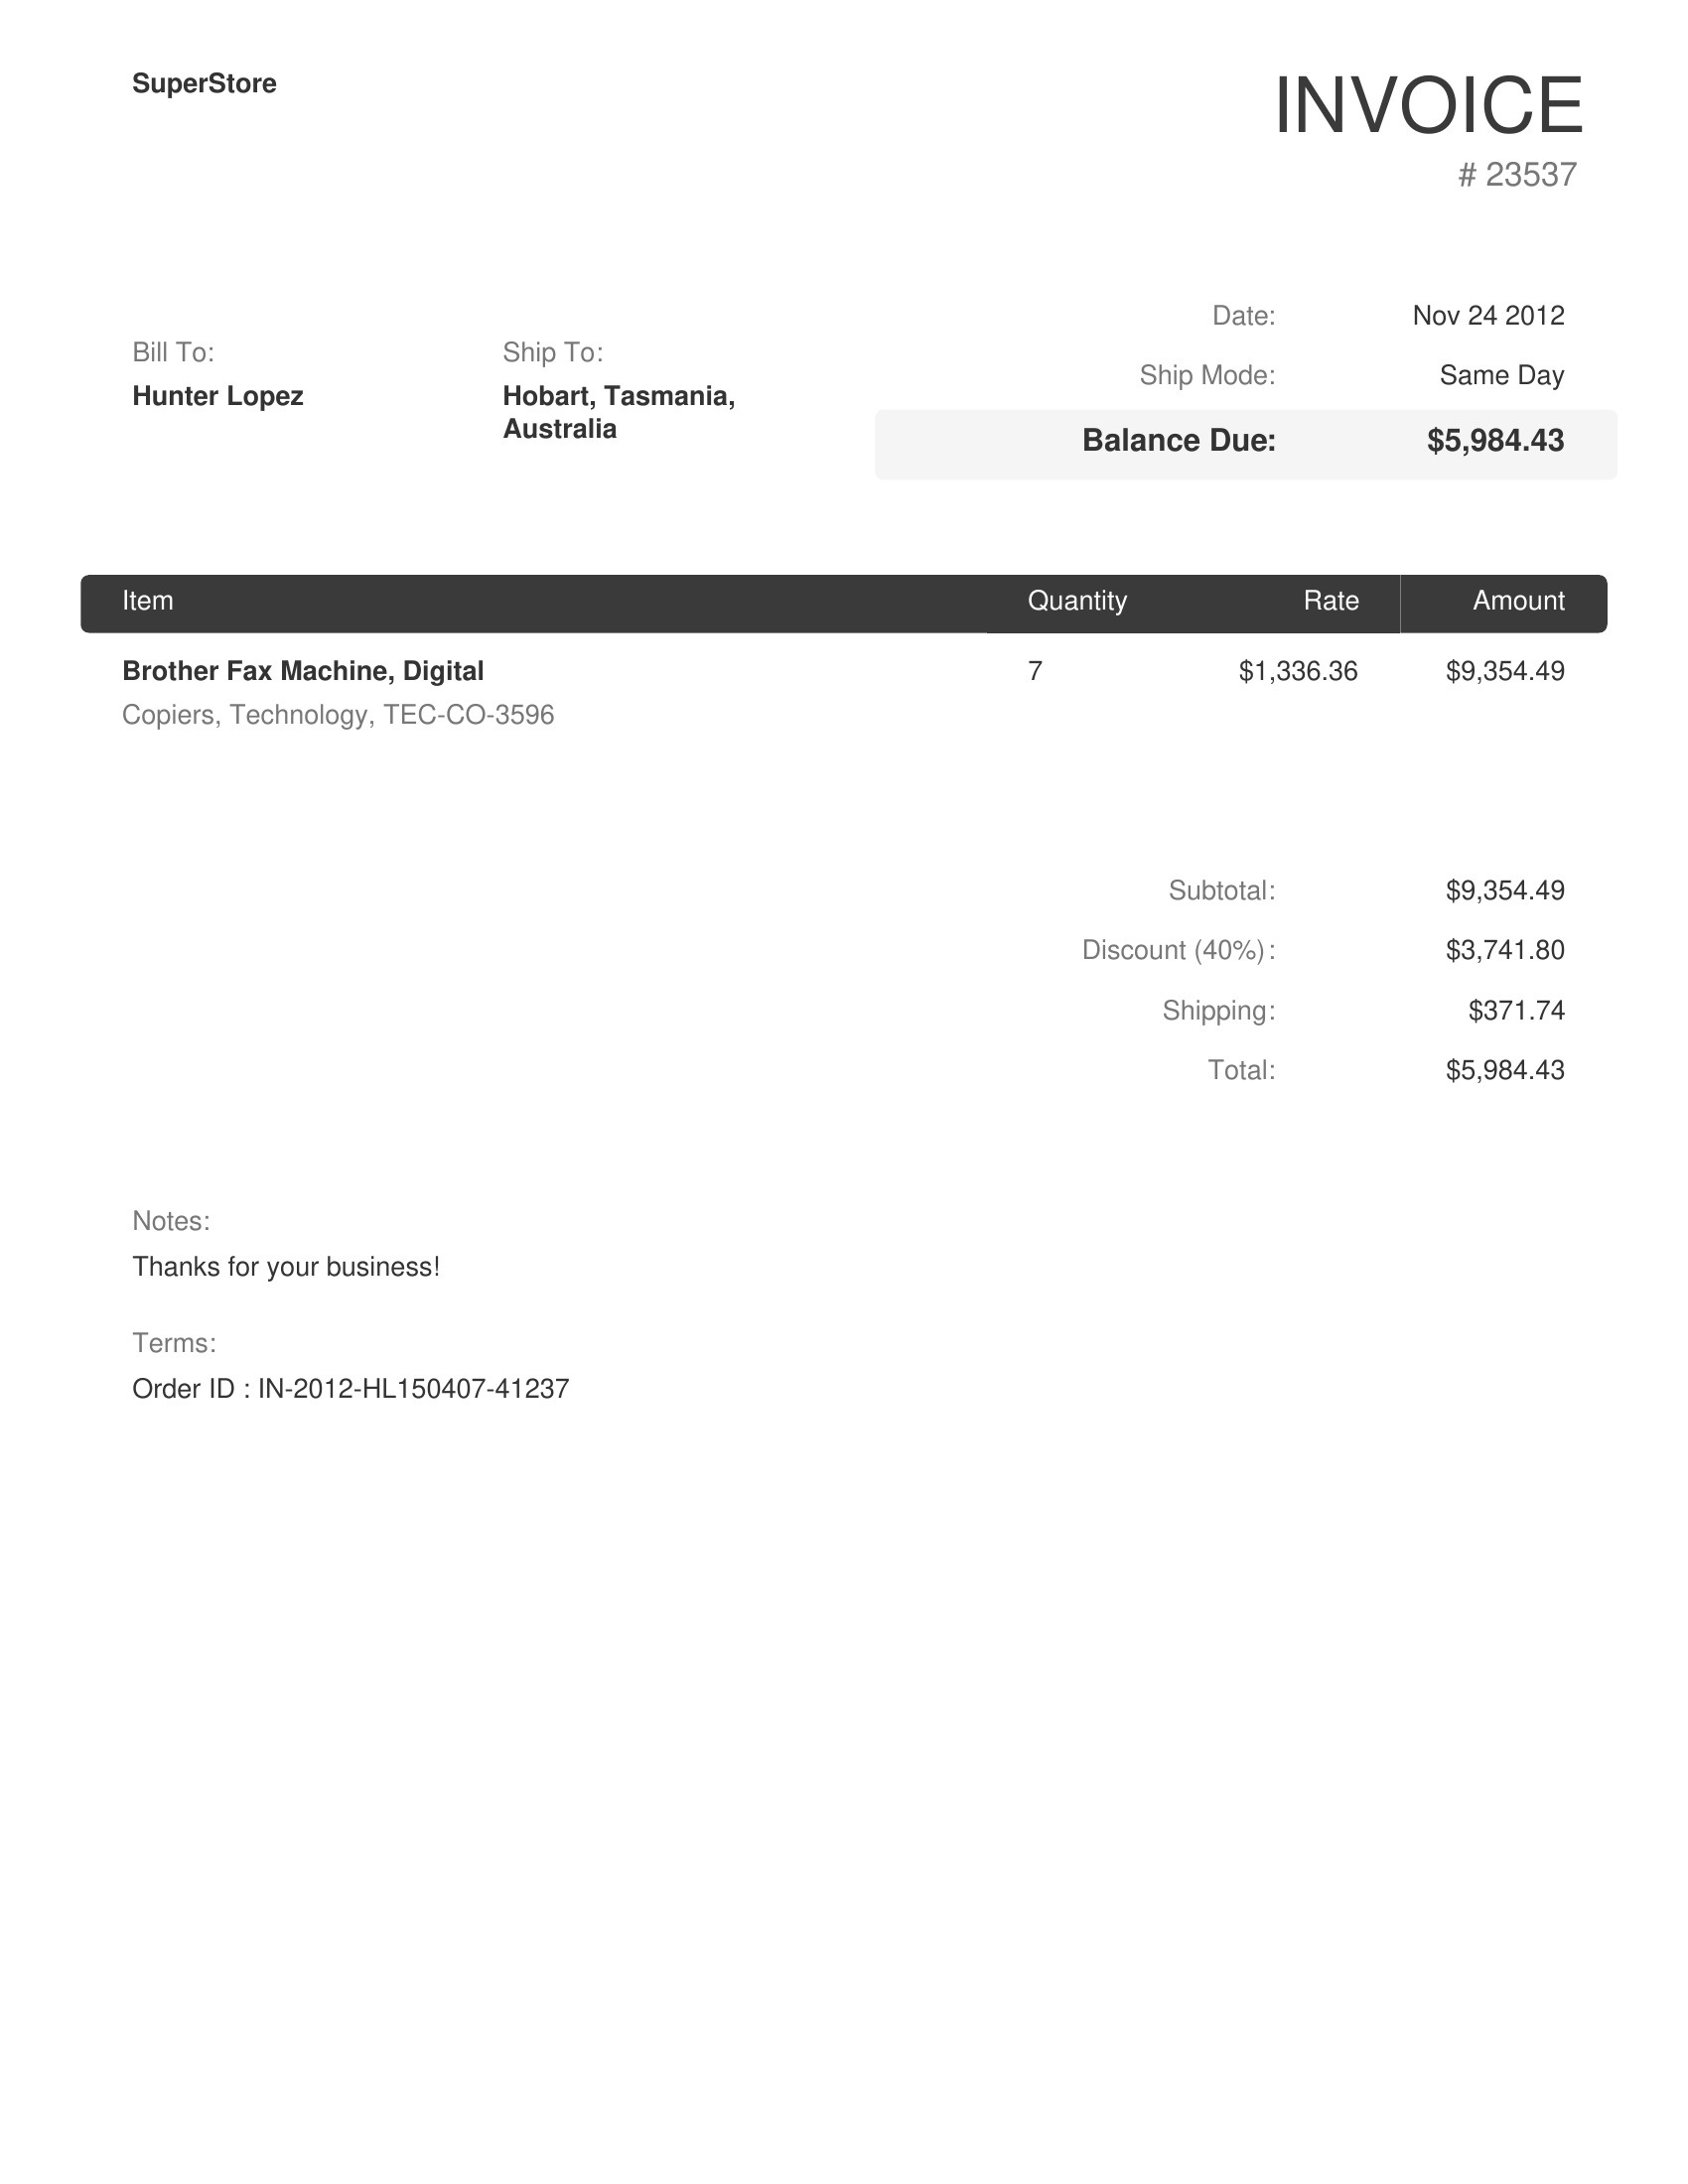 SuperStore
INVOICE
# 23537
Date: Nov 24 2012
Ship Mode: Same Day
Balance Due: $5,984.43
Bill To:
Hunter Lopez
Ship To:
Hobart, Tasmania,
Australia
Item Quantity Rate Amount
Brother Fax Machine, Digital 7 $1,336.36 $9,354.49
Copiers, Technology, TEC-CO-3596
Subtotal: $9,354.49
Discount (40%): $3,741.80
Shipping: $371.74
Total: $5,984.43
Notes:
Thanks for your business!
Terms:
Order ID : IN-2012-HL150407-41237